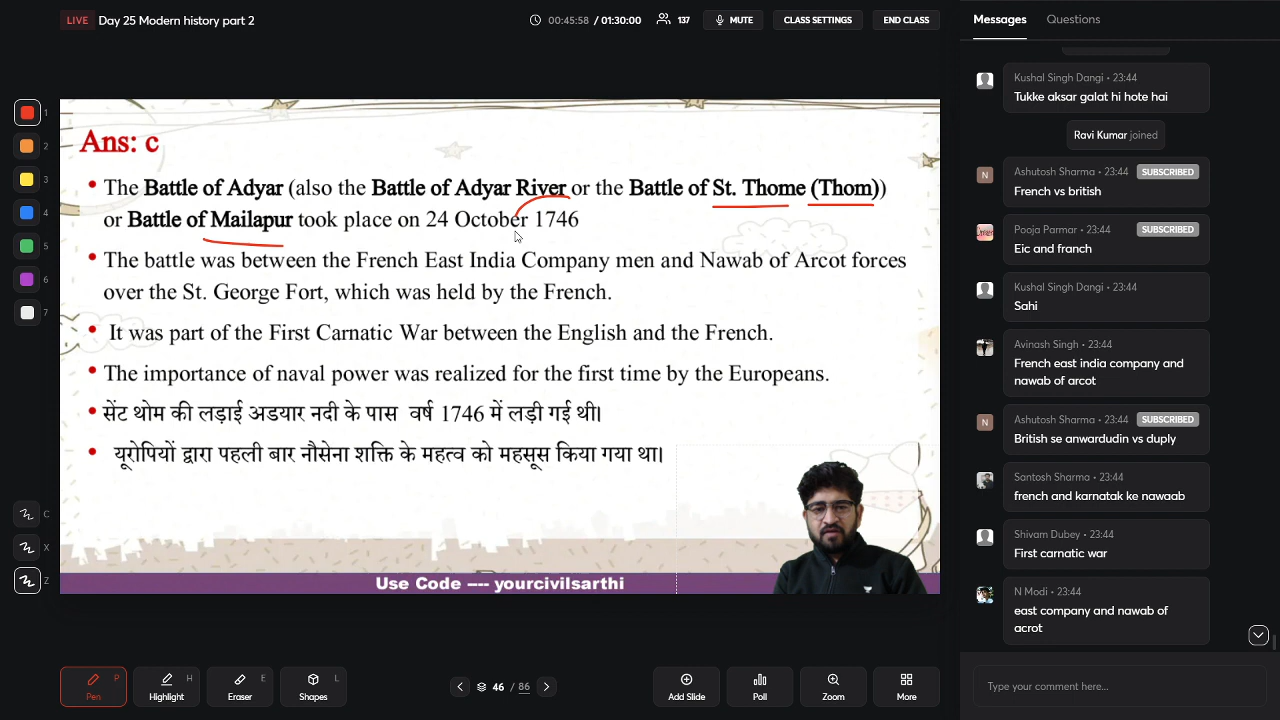 LIVE Day 25 Modern history part 2
00:45:58 / 01:30:00
137
MUTE
CLASS SETTINGS
END CLASS
1
2
3
4
5
6
7
C
X
Z
Ans: c
• The Battle of Adyar (also the Battle of Adyar River or the Battle of St. Thome (Thom))
or Battle of Mailapur took place on 24 October 1746
• The battle was between the French East India Company men and Nawab of Arcot forces
over the St. George Fort, which was held by the French.
• It was part of the First Carnatic War between the English and the French.
• The importance of naval power was realized for the first time by the Europeans.
• सेंट थोम की लड़ाई अडयार नदी के पास वर्ष 1746 में लड़ी गई थी।
• यूरोपियों द्वारा पहली बार नौसेना शक्ति के महत्व को महसूस किया गया था।
Use Code ---- yourcivilsarthi
Pen P
Highlight H
Eraser E
Shapes L
46 / 86
Add Slide
Poll
Zoom
More
Messages Questions
Kushal Singh Dangi • 23:44
Tukke aksar galat hi hote hai
Ravi Kumar joined
N
Ashutosh Sharma • 23:44 SUBSCRIBED
French vs british
Pooja Parmar • 23:44 SUBSCRIBED
Eic and franch
Kushal Singh Dangi • 23:44
Sahi
Avinash Singh • 23:44
French east india company and
nawab of arcot
N
Ashutosh Sharma • 23:44 SUBSCRIBED
British se anwardudin vs duply
Santosh Sharma • 23:44
french and karnatak ke nawaab
Shivam Dubey • 23:44
First carnatic war
N Modi • 23:44
east company and nawab of
acrot
Type your comment here...